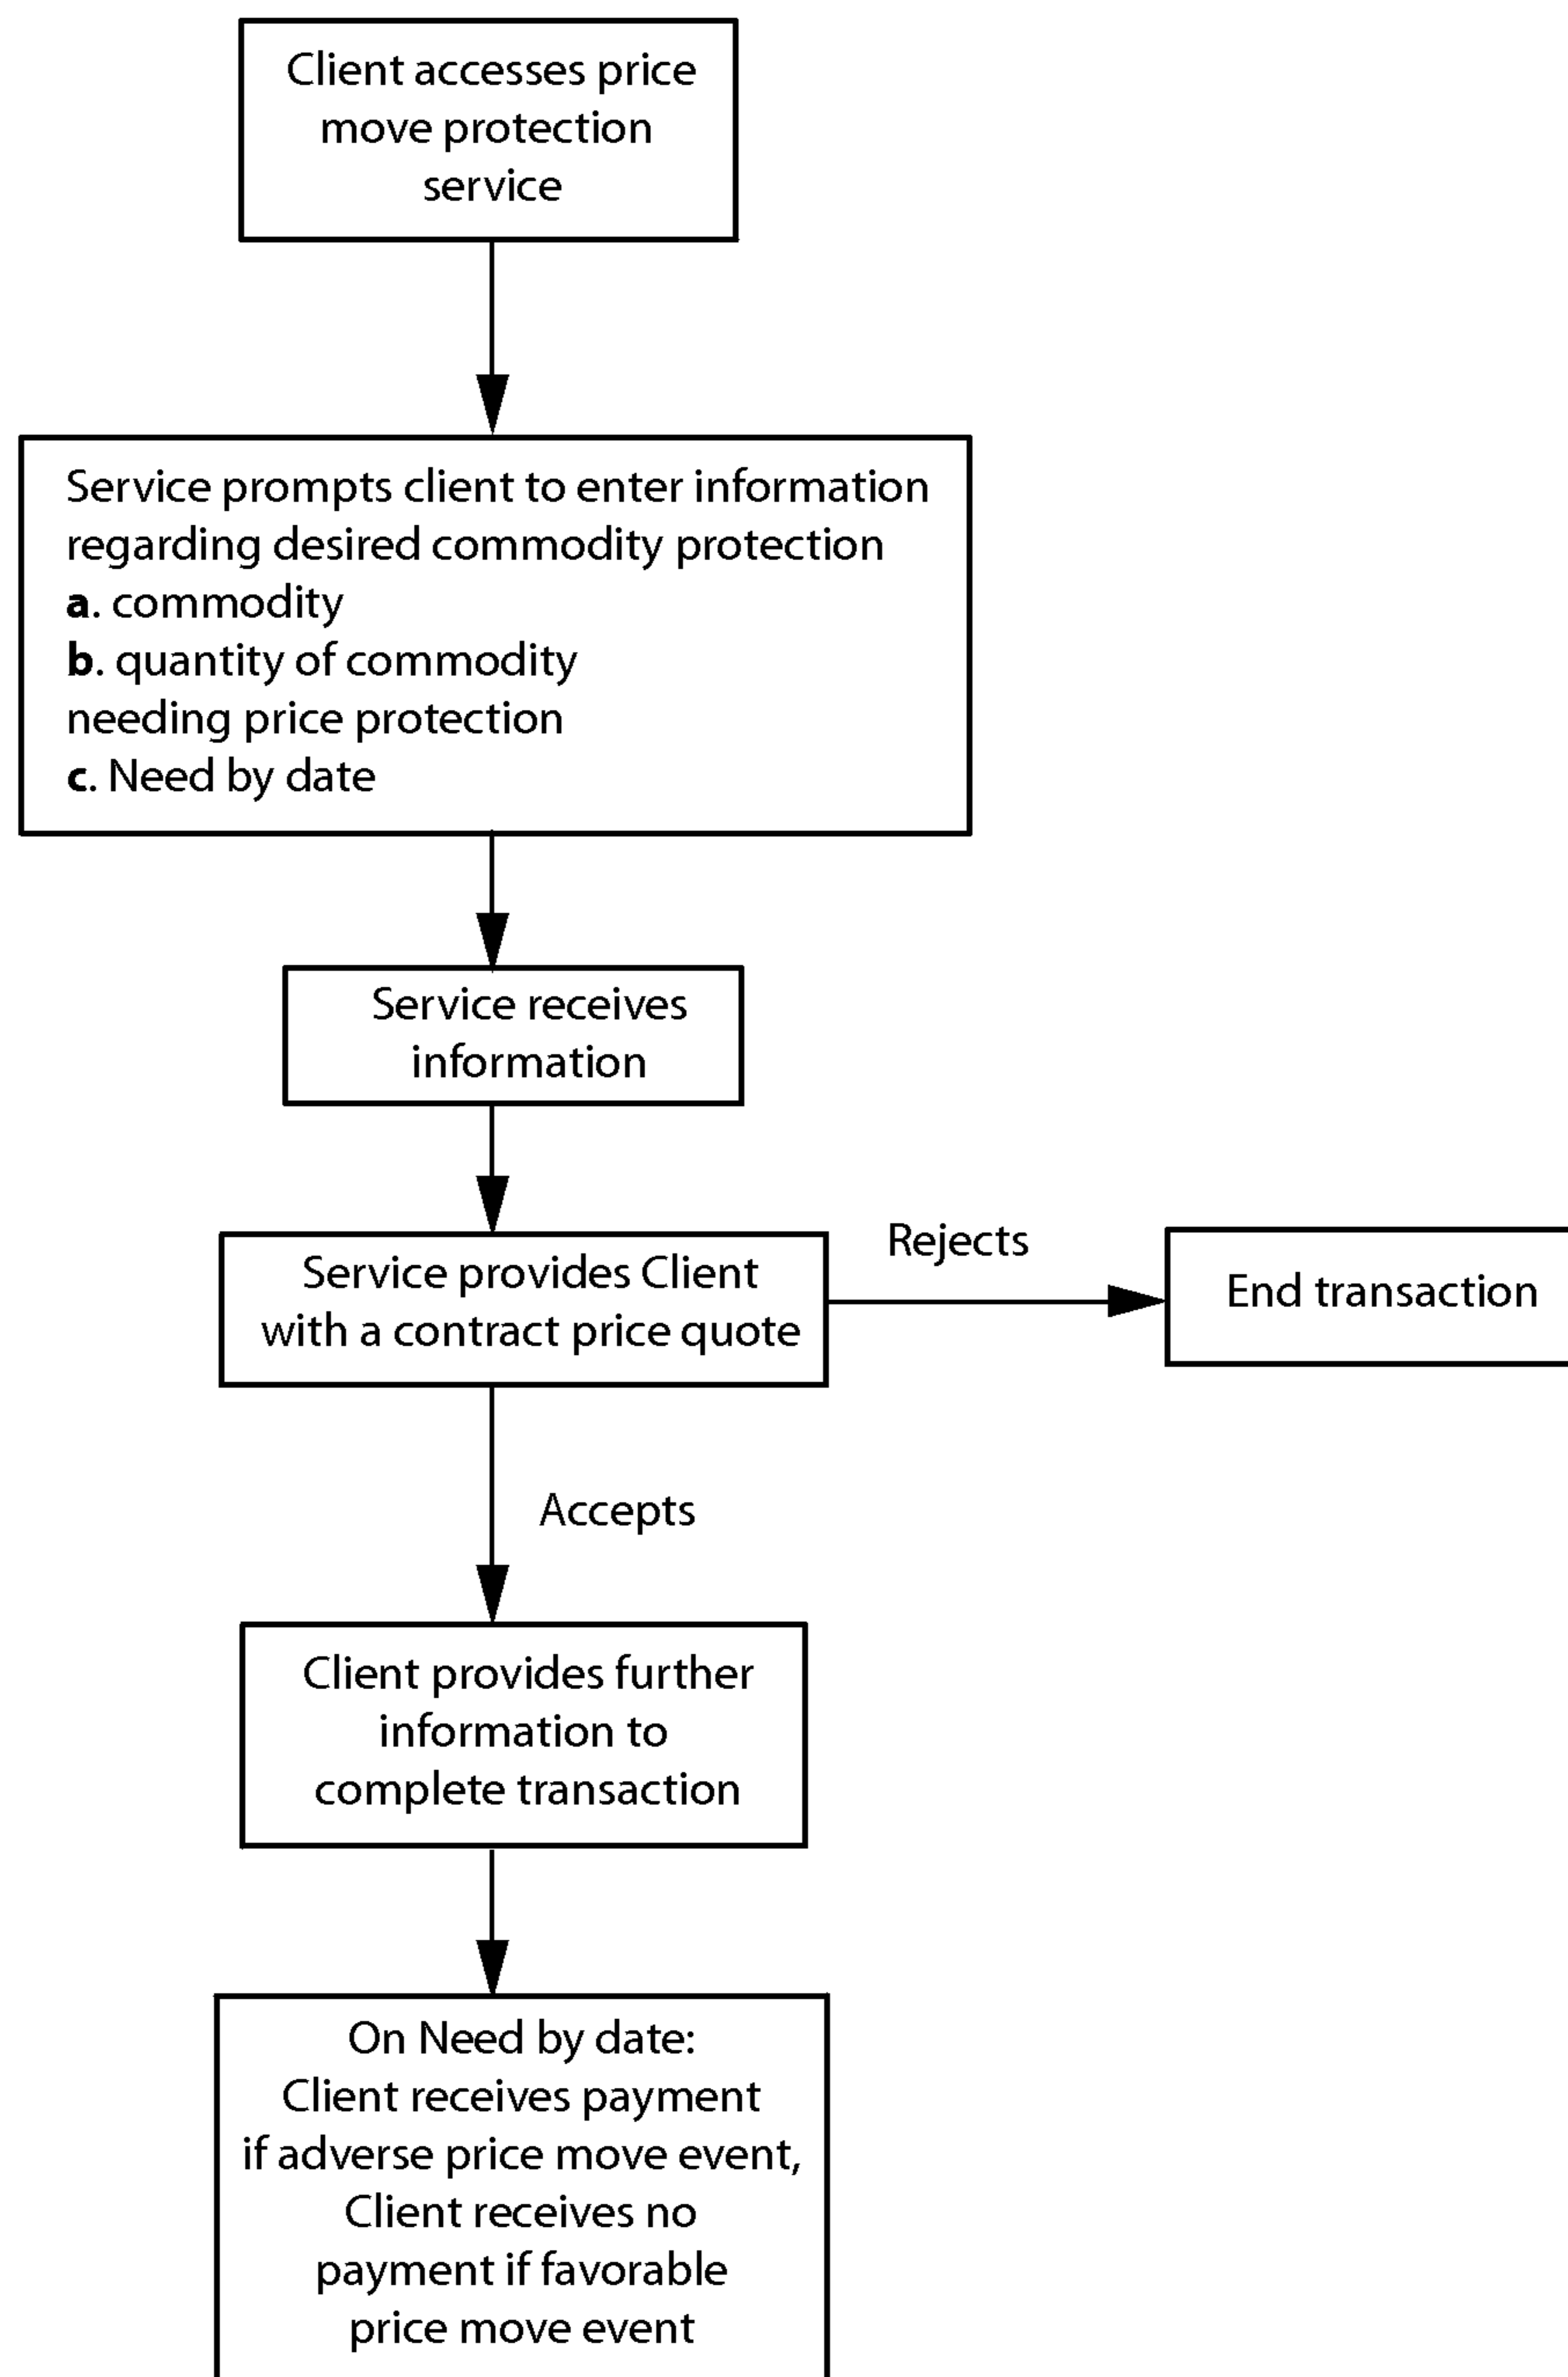 Client accesses price
move protection
service
Service prompts client to enter information
regarding desired commodity protection
a. commodity
b. quantity of commodity
needing price protection
c. Need by date
Service receives
information
Service provides Client
with a contract price quote
Rejects
End transaction
Accepts
Client provides further
information to
complete transaction
On Need by date:
Client receives payment
if adverse price move event,
Client receives no
payment if favorable
price move event